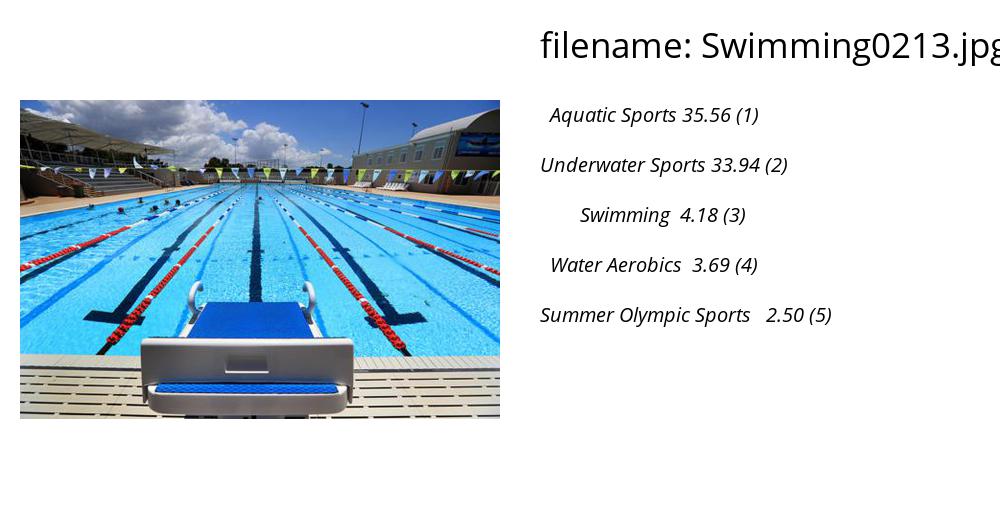 filename: Swimming0213.jpg
Aquatic Sports 35.56 (1)
Underwater Sports 33.94 (2)
Swimming 4.18 (3)
Water Aerobics 3.69 (4)
Summer Olympic Sports 2.50 (5)